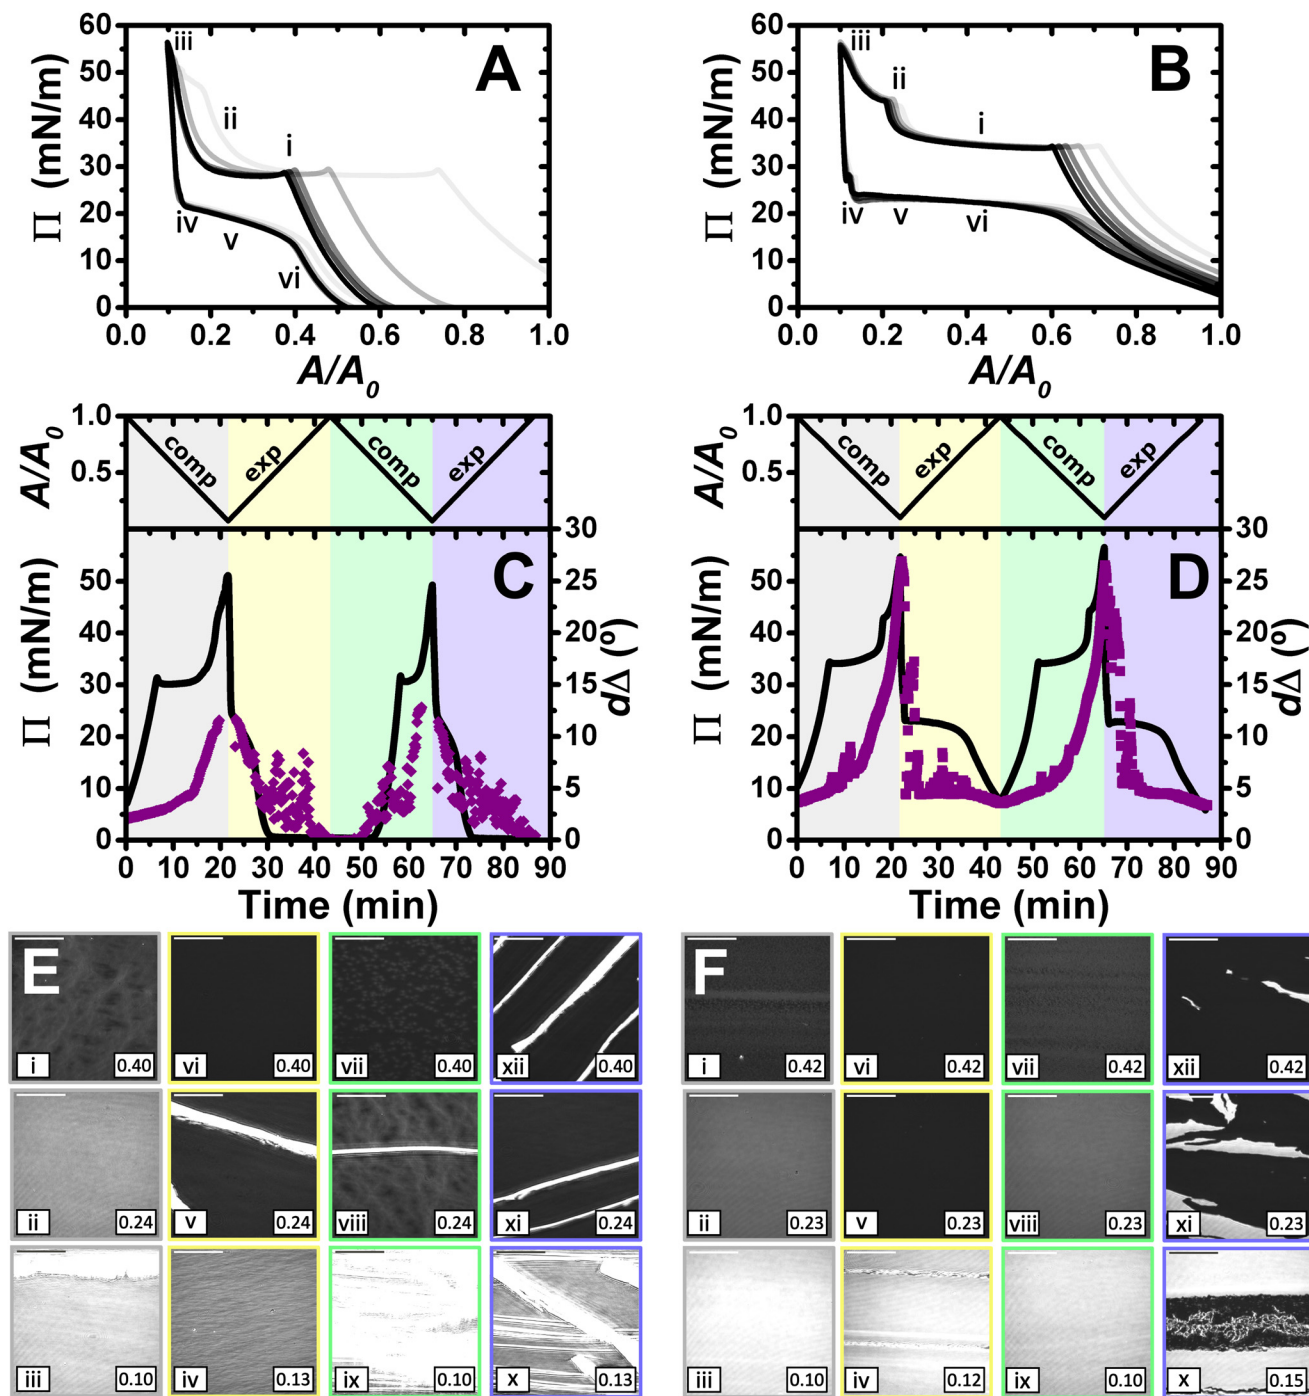 A
Π (mN/m)
60
50
40
30
20
10
0
iii
ii
i
iv
v
vi
0.0 0.2 0.4 0.6 0.8 1.0
A/A0
B
Π (mN/m)
60
50
40
30
20
10
0
iii
ii
i
iv
v
vi
0.0 0.2 0.4 0.6 0.8 1.0
A/A0
A/A0
1.0
0.5
comp
exp
comp
exp
C
Π (mN/m)
50
40
30
20
10
0
30
25
20
15
10
5
0
dΔ (º)
0 10 20 30 40 50 60 70 80 90
Time (min)
A/A0
1.0
0.5
comp
exp
comp
exp
D
Π (mN/m)
50
40
30
20
10
0
30
25
20
15
10
5
0
dΔ (º)
0 10 20 30 40 50 60 70 80 90
Time (min)
E
i 0.40
vi 0.40
vii 0.40
xii 0.40
ii 0.24
v 0.24
viii 0.24
xi 0.24
iii 0.10
iv 0.13
ix 0.10
x 0.13
F
i 0.42
vi 0.42
vii 0.42
xii 0.42
ii 0.23
v 0.23
viii 0.23
xi 0.23
iii 0.10
iv 0.12
ix 0.10
x 0.15